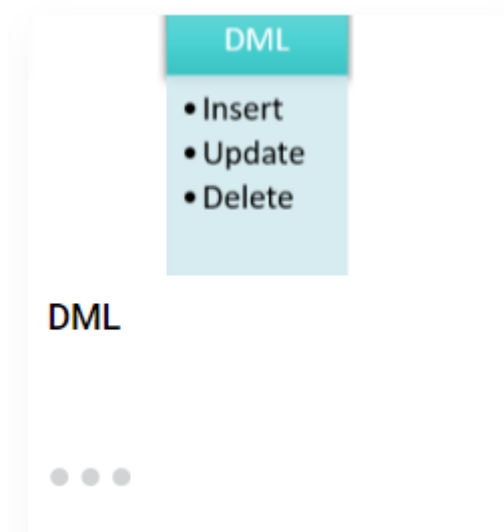 DML
• Insert
• Update
• Delete
DML